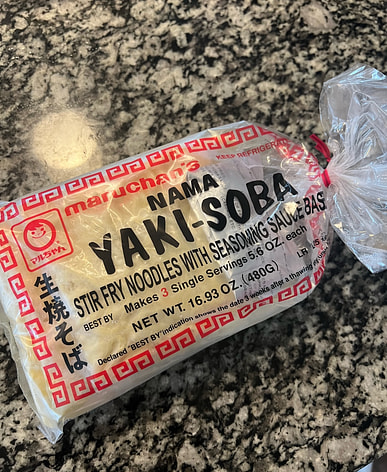 KEEP REFRIGERATED
maruchan's
NAMA
YAKI-SOBA
マルちゃん
STIR FRY NOODLES WITH SEASONING SAUCE BASE
Makes 3 Single Servings 5.6 OZ. each
BEST BY
NET WT. 16.93 OZ. (480G)
Declared "BEST BY" indication shows the date 3 weeks after a thawing
生焼そば